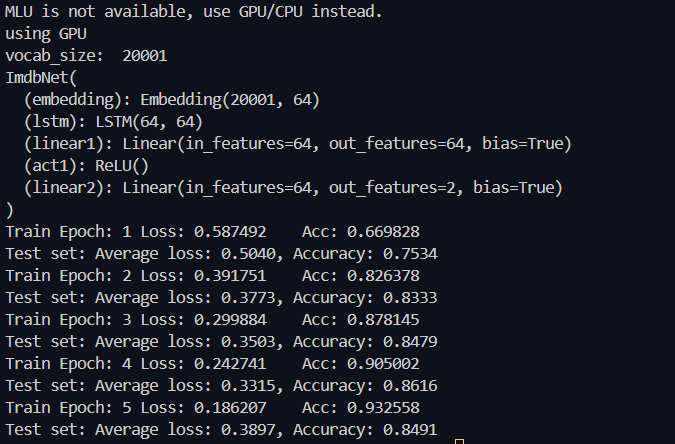 MLU is not available, use GPU/CPU instead.
using GPU
vocab_size:  20001
ImdbNet(
  (embedding): Embedding(20001, 64)
  (lstm): LSTM(64, 64)
  (linear1): Linear(in_features=64, out_features=64, bias=True)
  (act1): ReLU()
  (linear2): Linear(in_features=64, out_features=2, bias=True)
)
Train Epoch: 1 Loss: 0.587492    Acc: 0.669828
Test set: Average loss: 0.5040, Accuracy: 0.7534
Train Epoch: 2 Loss: 0.391751    Acc: 0.826378
Test set: Average loss: 0.3773, Accuracy: 0.8333
Train Epoch: 3 Loss: 0.299884    Acc: 0.878145
Test set: Average loss: 0.3503, Accuracy: 0.8479
Train Epoch: 4 Loss: 0.242741    Acc: 0.905002
Test set: Average loss: 0.3315, Accuracy: 0.8616
Train Epoch: 5 Loss: 0.186207    Acc: 0.932558
Test set: Average loss: 0.3897, Accuracy: 0.8491